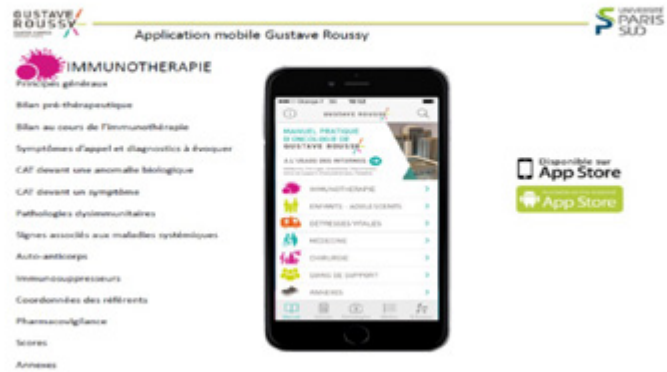 GUSTAVE
ROUSSY
UNIVERSITÉ
PARIS
SUD
Application mobile Gustave Roussy
IMMUNOTHERAPIE
Principes généraux
Bilan pré-thérapeutique
Bilan au cours de l'immunothérapie
Symptômes d'appel et diagnostics à évoquer
CAT devant une anomalie biologique
CAT devant un symptôme
Pathologies dysimmunitaires
Signes associés aux maladies systémiques
Auto-anticorps
Immunosuppresseurs
Coordonnées des référents
Pharmacovigilance
Scores
Annexes
GUSTAVE ROUSSY
MANUEL PRATIQUE
D'ONCOLOGIE DE
GUSTAVE ROUSSY
A L'USAGE DES INTERNES
IMMUNOTHERAPIE
ENFANTS - ADOLESCENTS
DÉTRESSES VITALES
MEDECINE
CHIRURGIE
SOINS DE SUPPORT
ANNEXES
Disponible sur
App Store
App Store